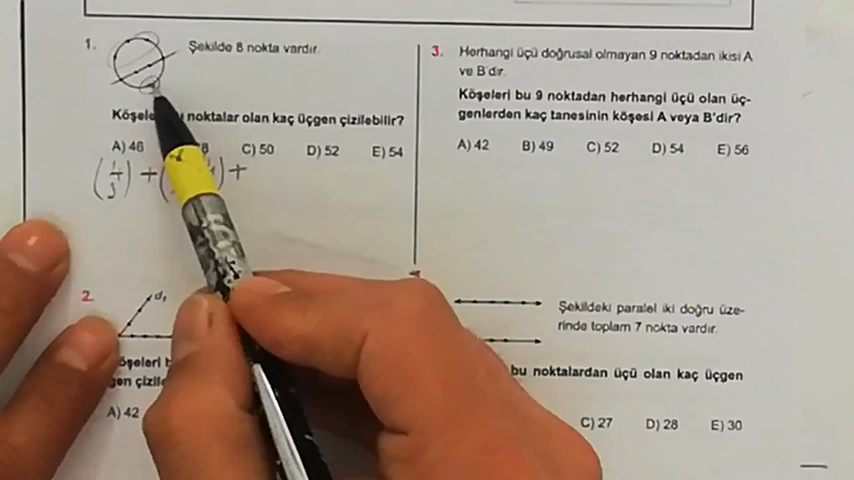 1.
Şekilde 8 nokta vardır.
noktalar olan kaç üçgen çizilebilir?
A) 46
C) 50
D) 52
E) 54
+ +
2
d₁
gen
A) 42
3. Herhangi üçü doğrusal olmayan 9 noktadan ikisi A
ve B'dir.
Köşeleri bu 9 noktadan herhangi üçü olan üç-
genlerden kaç tanesinin köşesi A veya B'dir?
A) 42 B) 49 C) 52 D) 54 E) 56
Şekildeki paralel iki doğru üze-
rinde toplam 7 nokta vardır.
bu noktalardan üçü olan kaç üçgen
C) 27 D) 28 E) 30